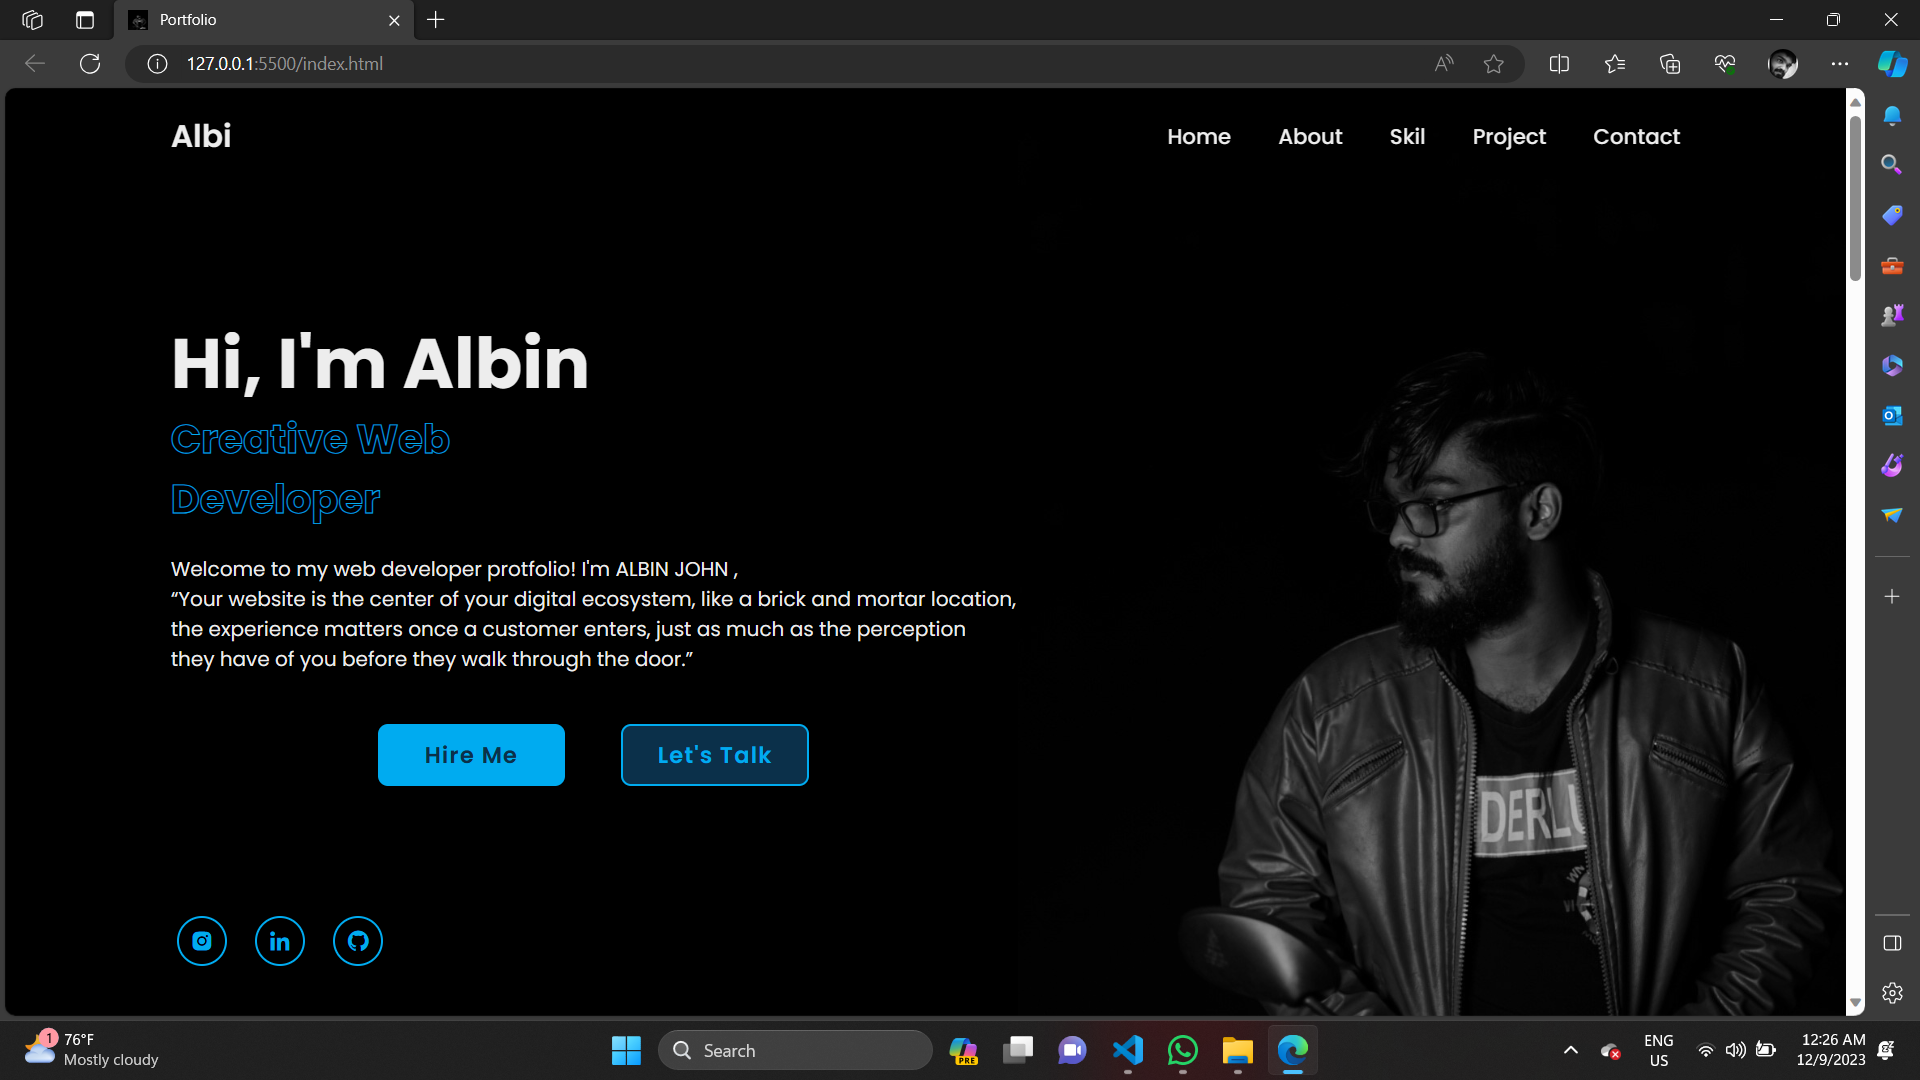 Portfolio
127.0.0.1:5500/index.html
Albi
Home About Skil Project Contact
Hi, I'm Albin
Creative Web
Developer
Welcome to my web developer protfolio! I'm ALBIN JOHN ,
“Your website is the center of your digital ecosystem, like a brick and mortar location,
the experience matters once a customer enters, just as much as the perception
they have of you before they walk through the door.”
Hire Me Let's Talk
DERLU
1
76°F
Mostly cloudy
Search
PRE
ENG
US
12:26 AM
12/9/2023